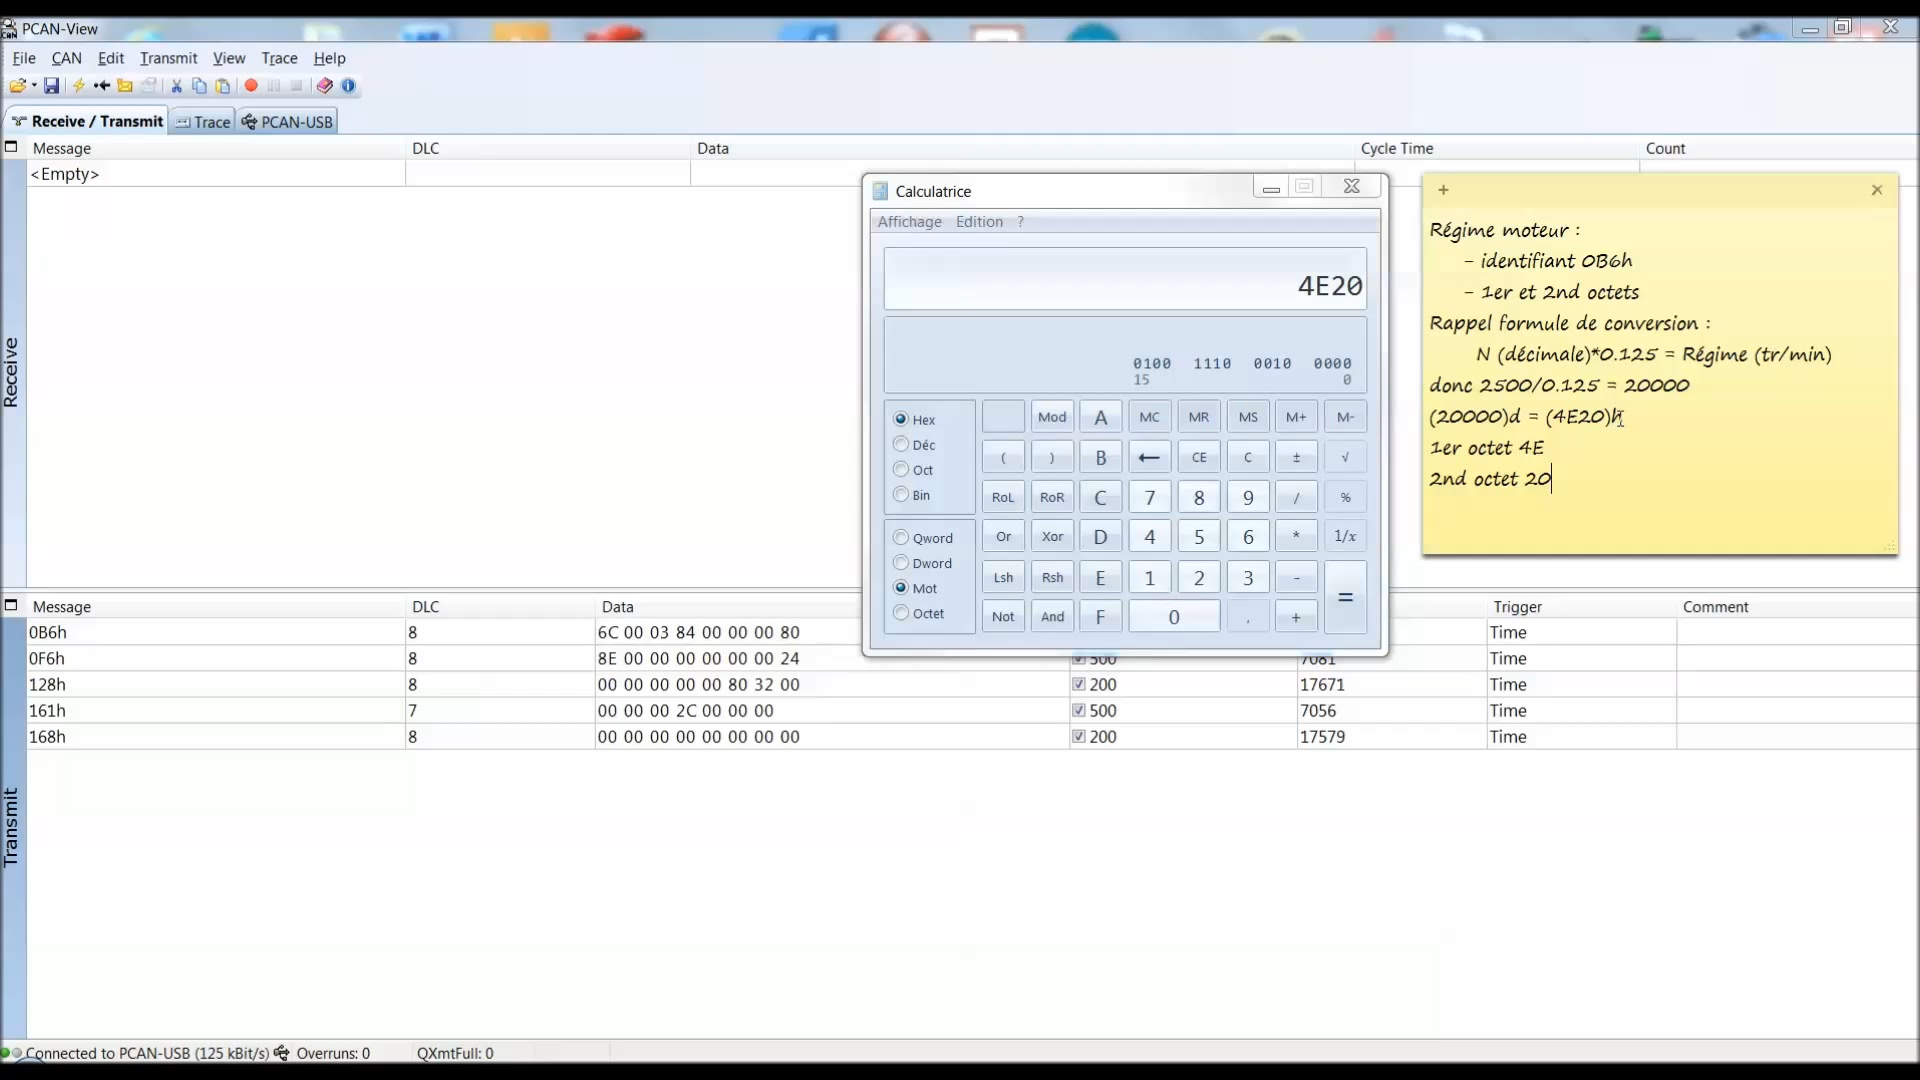 PCAN-View
File CAN Edit Transmit View Trace Help
Receive / Transmit Trace PCAN-USB
Message DLC Data Cycle Time Count
<Empty>
Receive
Calculatrice
Affichage Edition ?
4E20
0100 1110 0010 0000
15 0
Hex
Déc
Oct
Bin
Qword
Dword
Mot
Octet
Mod A MC MR MS M+ M-
( ) B ← CE C ± √
RoL RoR C 7 8 9 / %
Or Xor D 4 5 6 * 1/x
Lsh Rsh E 1 2 3 - =
Not And F 0 , +
+ ×
Régime moteur :
- identifiant 0B6h
- 1er et 2nd octets
Rappel formule de conversion :
N (décimale)*0.125 = Régime (tr/min)
donc 2500/0.125 = 20000
(20000)d = (4E20)h
1er octet 4E
2nd octet 20
Message DLC Data Trigger Comment
0B6h 8 6C 00 03 84 00 00 00 80 Time
0F6h 8 8E 00 00 00 00 00 00 24 500 7081 Time
128h 8 00 00 00 00 00 80 32 00 200 17671 Time
161h 7 00 00 00 2C 00 00 00 500 7056 Time
168h 8 00 00 00 00 00 00 00 00 200 17579 Time
Transmit
Connected to PCAN-USB (125 kBit/s) Overruns: 0 QXmtFull: 0